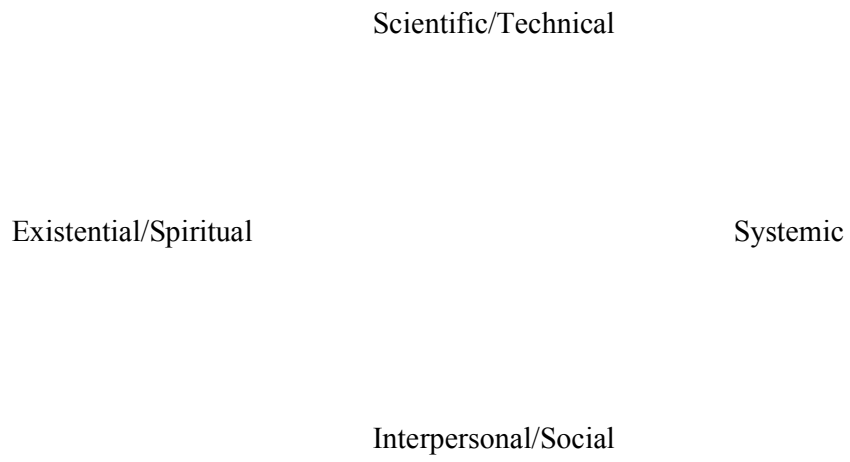 Scientific/Technical
Existential/Spiritual
Systemic
Interpersonal/Social